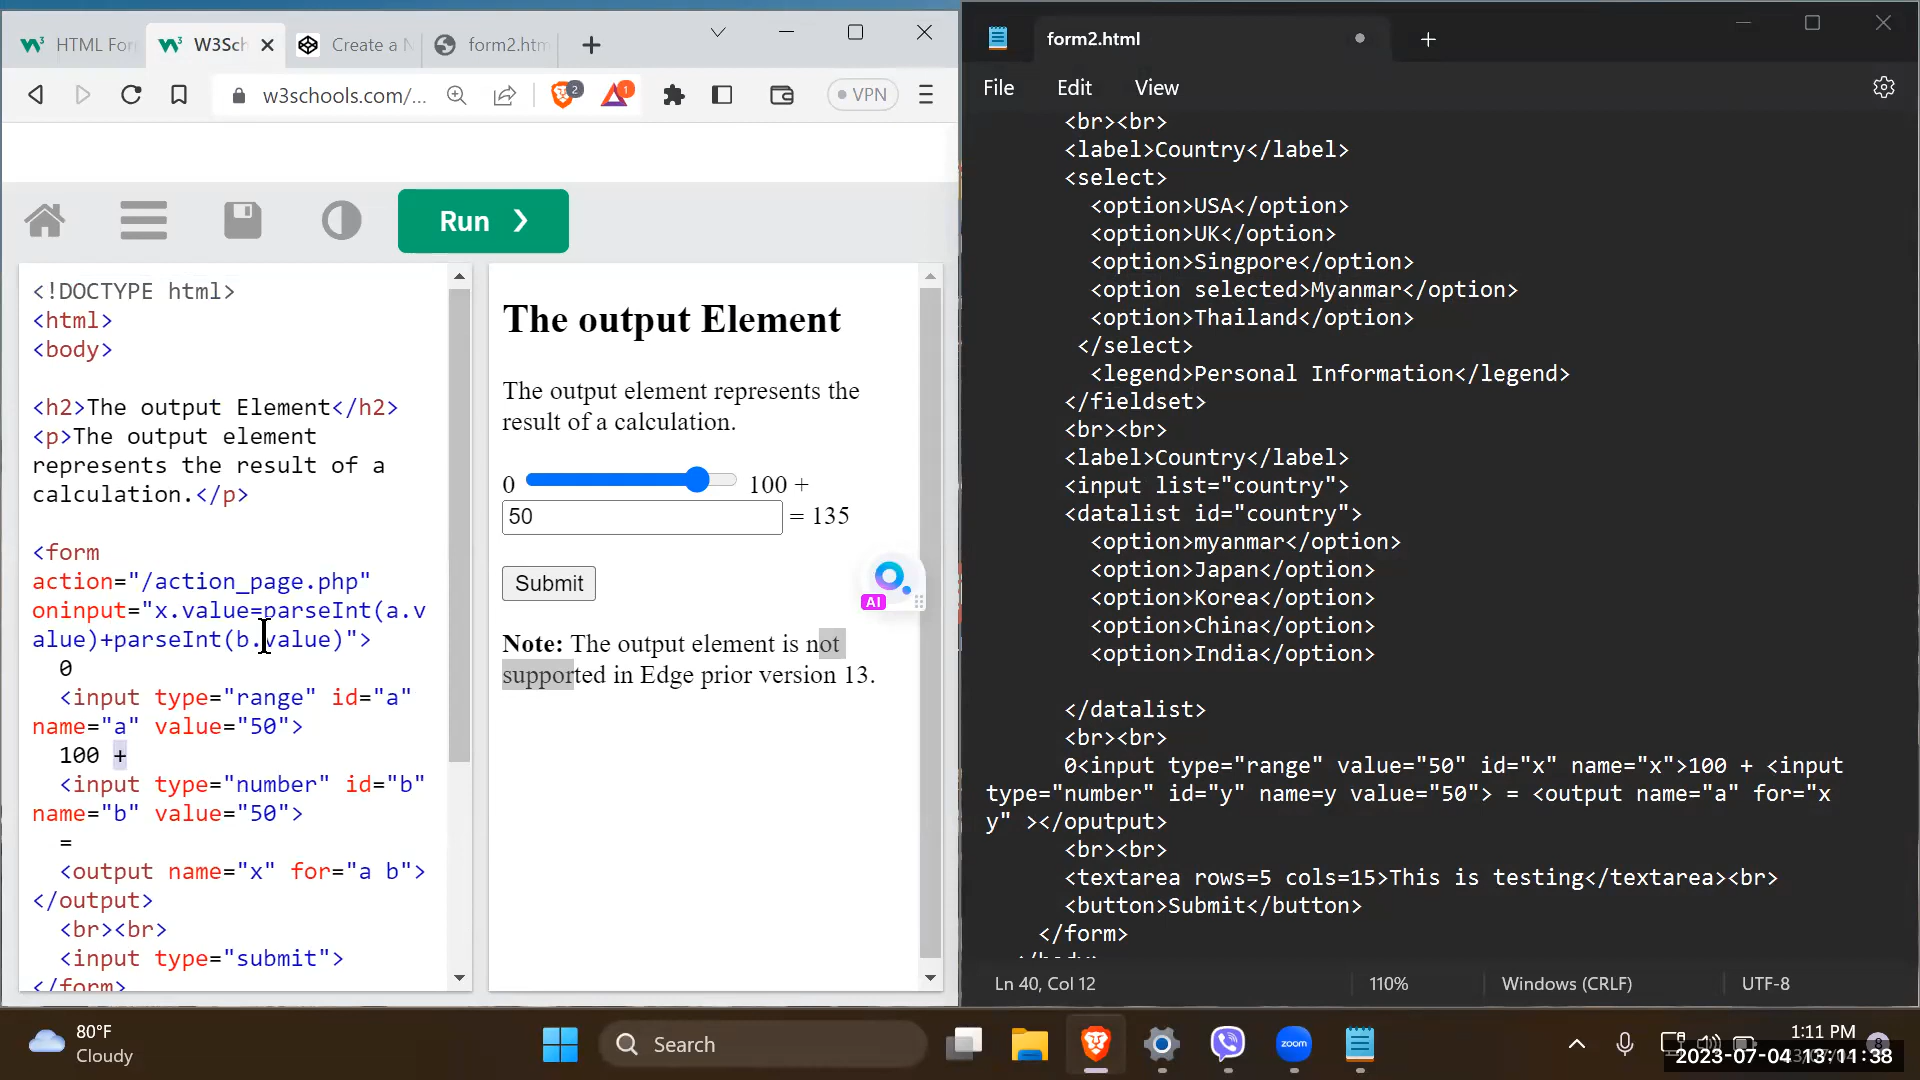 HTML For
W3Sch
Create a N
form2.htm
w3schools.com/...
2
1
VPN
Run ❯
<!DOCTYPE html>
<html>
<body>
<h2>The output Element</h2>
<p>The output element
represents the result of a
calculation.</p>
<form
action="/action_page.php"
oninput="x.value=parseInt(a.v
alue)+parseInt(b.value)">
0
<input type="range" id="a"
name="a" value="50">
100 +
<input type="number" id="b"
name="b" value="50">
=
<output name="x" for="a b">
</output>
<br><br>
<input type="submit">
</form>
The output Element
The output element represents the
result of a calculation.
0 100 +
50 = 135
Submit
AI
Note: The output element is not
supported in Edge prior version 13.
form2.html
File Edit View
<br><br>
<label>Country</label>
<select>
<option>USA</option>
<option>UK</option>
<option>Singpore</option>
<option selected>Myanmar</option>
<option>Thailand</option>
</select>
<legend>Personal Information</legend>
</fieldset>
<br><br>
<label>Country</label>
<input list="country">
<datalist id="country">
<option>myanmar</option>
<option>Japan</option>
<option>Korea</option>
<option>China</option>
<option>India</option>
</datalist>
<br><br>
0<input type="range" value="50" id="x" name="x">100 + <input
type="number" id="y" name=y value="50"> = <output name="a" for="x
y" ></oputput>
<br><br>
<textarea rows=5 cols=15>This is testing</textarea><br>
<button>Submit</button>
</form>
</body>
Ln 40, Col 12 110% Windows (CRLF) UTF-8
80°F
Cloudy
Search
zoom
1:11 PM
8
2023-07-04 13:11:38